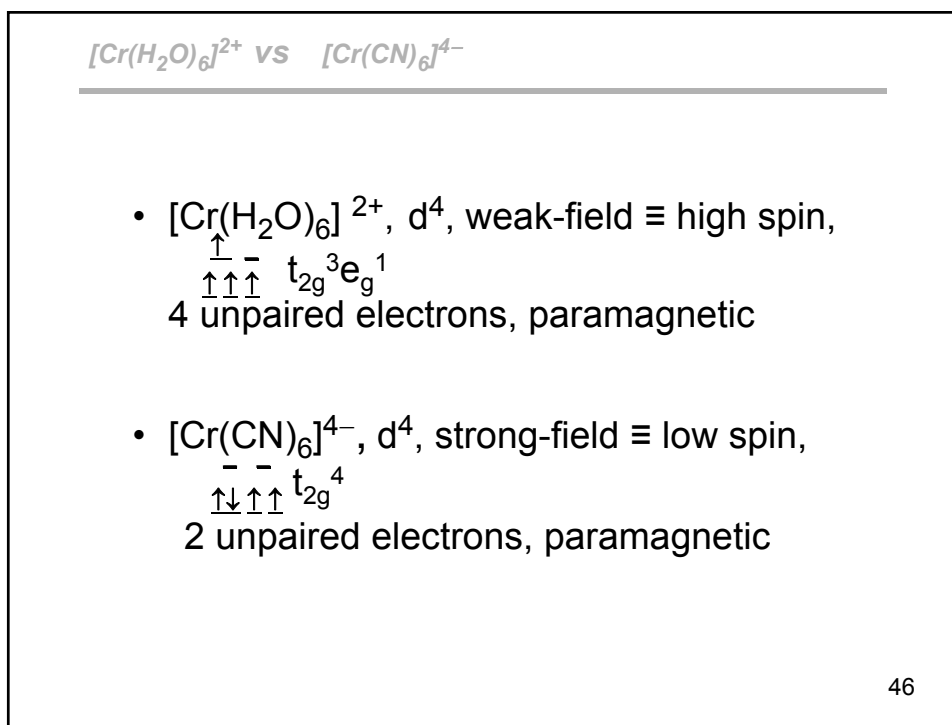 [Cr(H₂O)₆]²⁺ vs [Cr(CN)₆]⁴⁻
• [Cr(H₂O)₆] ²⁺, d⁴, weak-field ≡ high spin,
↑ –
↑ ↑ ↑ t₂g³eg¹
4 unpaired electrons, paramagnetic
• [Cr(CN)₆]⁴⁻, d⁴, strong-field ≡ low spin,
– –
↑↓ ↑ ↑ t₂g⁴
2 unpaired electrons, paramagnetic
46